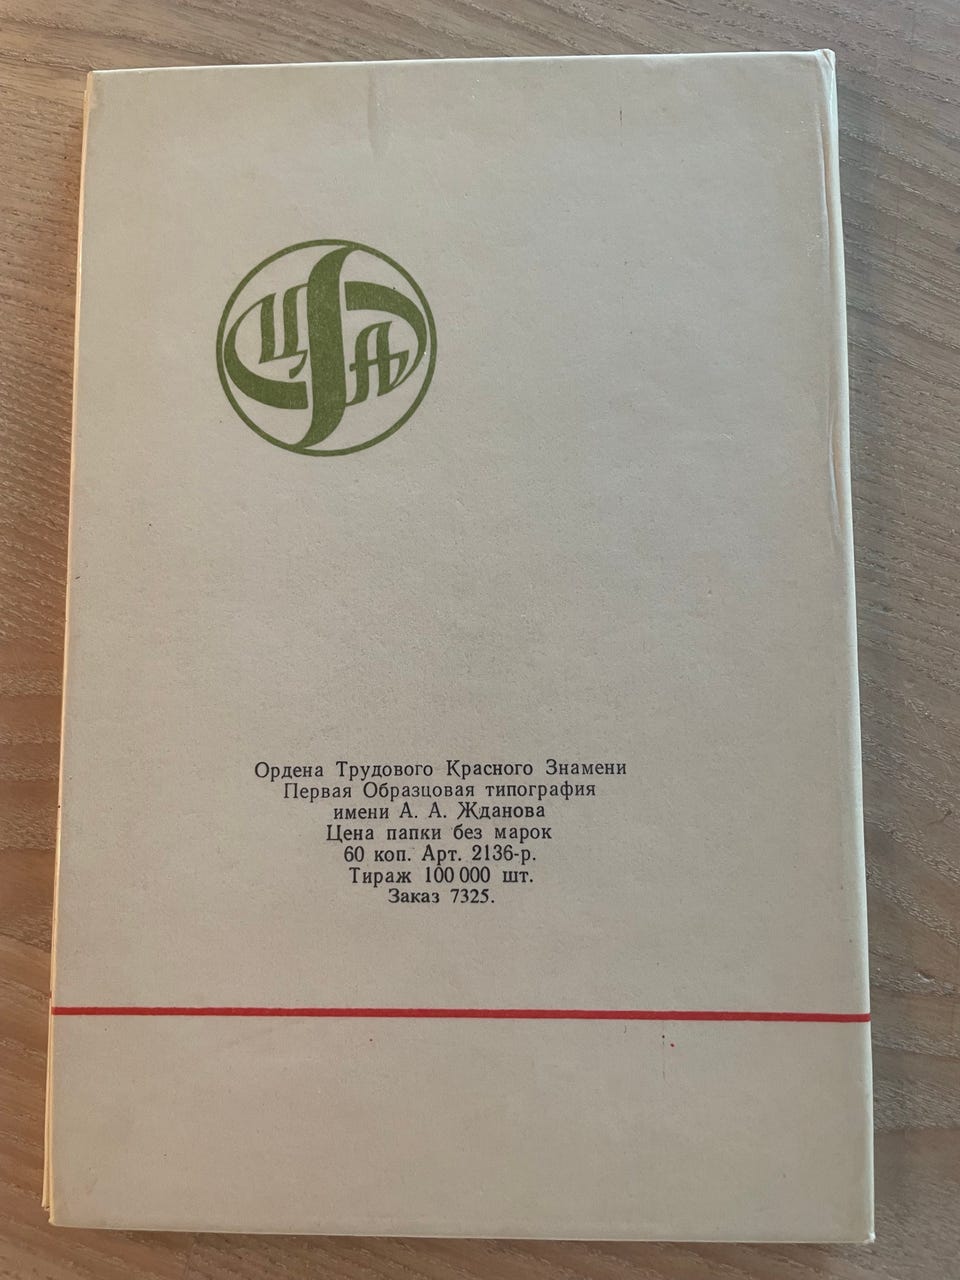 ЦФА
Ордена Трудового Красного Знамени
Первая Образцовая типография
имени А. А. Жданова
Цена папки без марок
60 коп. Арт. 2136-р.
Тираж 100 000 шт.
Заказ 7325.